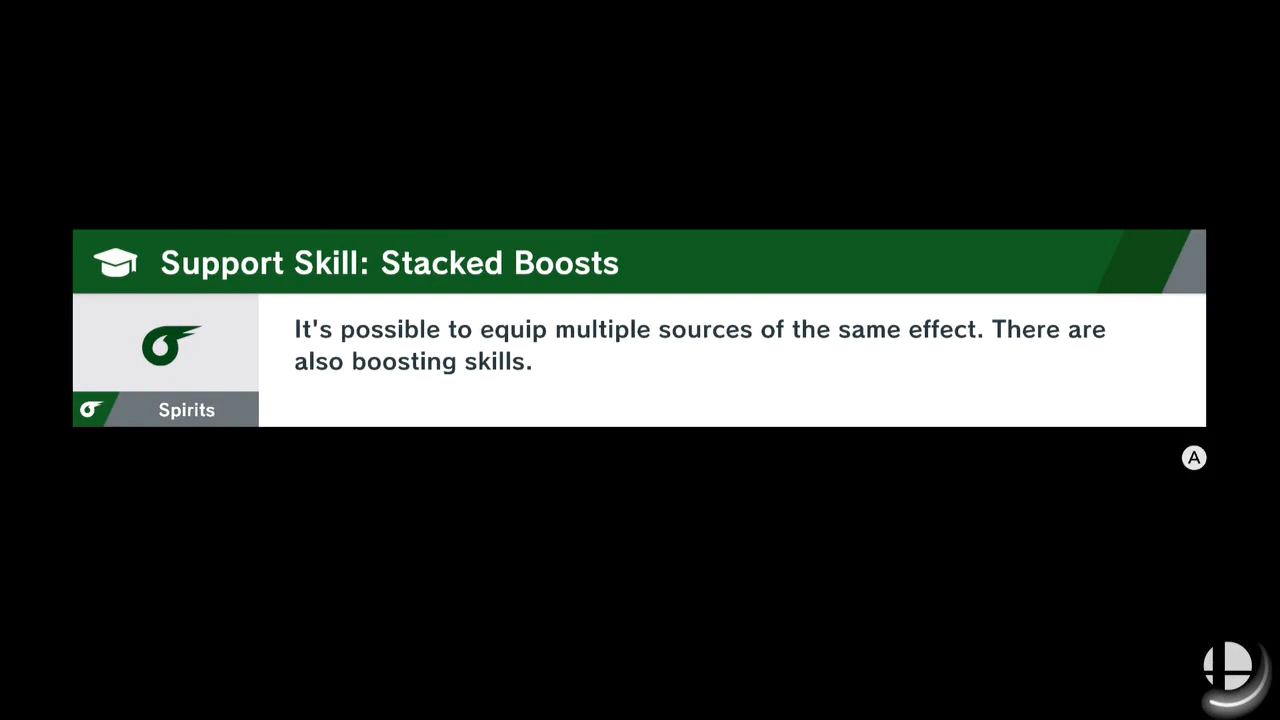 Support Skill: Stacked Boosts
It's possible to equip multiple sources of the same effect. There are
also boosting skills.
Spirits
A